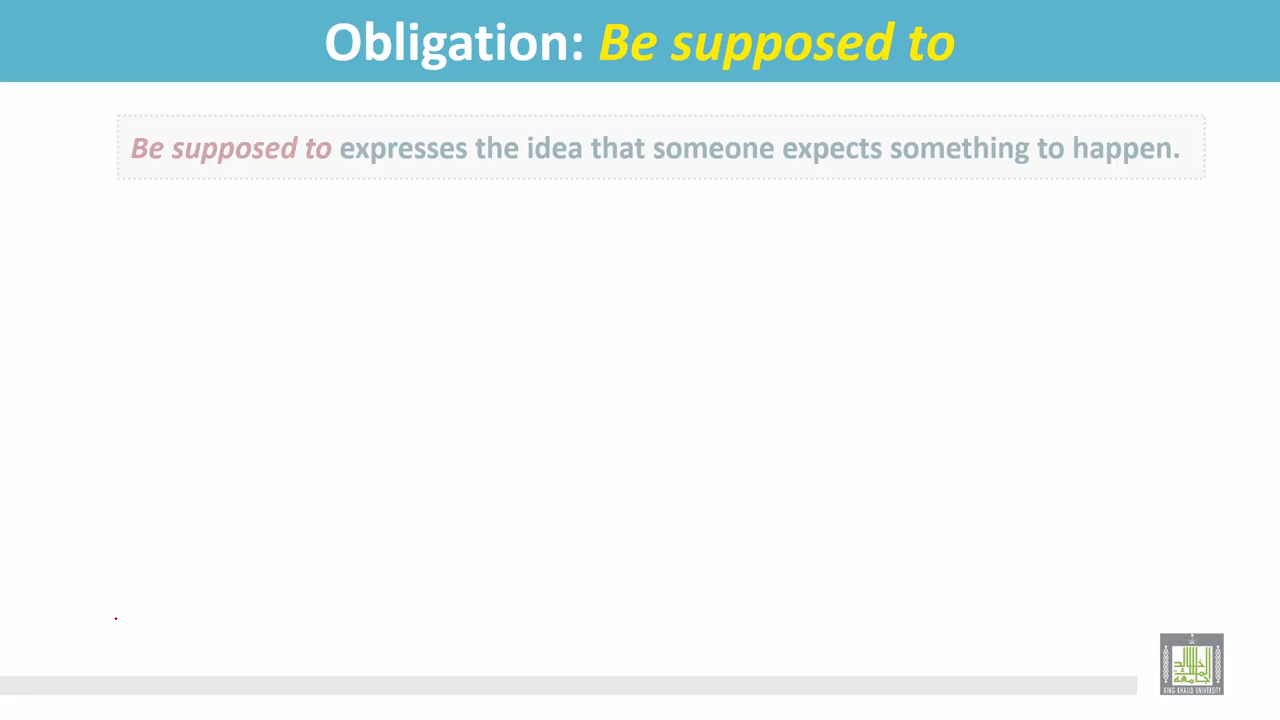 Obligation: Be supposed to
Be supposed to expresses the idea that someone expects something to happen.
KING KHALID UNIVERSITY